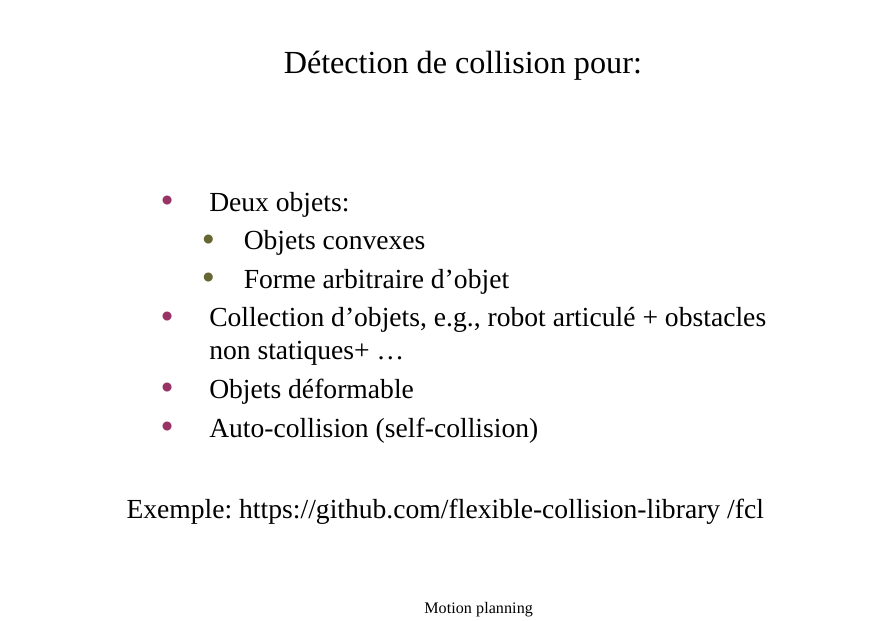 Détection de collision pour:
• Deux objets:
• Objets convexes
• Forme arbitraire d’objet
• Collection d’objets, e.g., robot articulé + obstacles
non statiques+ …
• Objets déformable
• Auto-collision (self-collision)
Exemple: https://github.com/flexible-collision-library /fcl
Motion planning